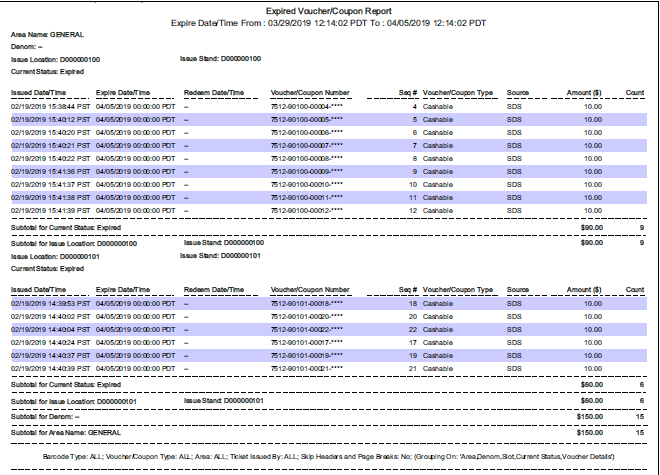 Expired Voucher/Coupon Report
Expire Date/Time From : 03/29/2019 12:14:02 PDT To : 04/05/2019 12:14:02 PDT
Area Name: GENERAL
Denom: –
Issue Location: D000000100 Issue Stand: D000000100
Current Status: Expired
Issued Date/Time Expire Date/Time Redeem Date/Time Voucher/Coupon Number Seq # Voucher/Coupon Type Source Amount ($) Count
02/19/2019 15:38:44 PST 04/05/2019 00:00:00 PDT – 7512-90100-00004-**** 4 Cashable SDS 10.00
02/19/2019 15:40:12 PST 04/05/2019 00:00:00 PDT – 7512-90100-00005-**** 5 Cashable SDS 10.00
02/19/2019 15:40:20 PST 04/05/2019 00:00:00 PDT – 7512-90100-00006-**** 6 Cashable SDS 10.00
02/19/2019 15:40:21 PST 04/05/2019 00:00:00 PDT – 7512-90100-00007-**** 7 Cashable SDS 10.00
02/19/2019 15:40:22 PST 04/05/2019 00:00:00 PDT – 7512-90100-00008-**** 8 Cashable SDS 10.00
02/19/2019 15:41:36 PST 04/05/2019 00:00:00 PDT – 7512-90100-00009-**** 9 Cashable SDS 10.00
02/19/2019 15:41:37 PST 04/05/2019 00:00:00 PDT – 7512-90100-00010-**** 10 Cashable SDS 10.00
02/19/2019 15:41:38 PST 04/05/2019 00:00:00 PDT – 7512-90100-00011-**** 11 Cashable SDS 10.00
02/19/2019 15:41:39 PST 04/05/2019 00:00:00 PDT – 7512-90100-00012-**** 12 Cashable SDS 10.00
Subtotal for Current Status: Expired $90.00 9
Subtotal for Issue Location: D000000100 Issue Stand: D000000100 $90.00 9
Issue Location: D000000101 Issue Stand: D000000101
Current Status: Expired
Issued Date/Time Expire Date/Time Redeem Date/Time Voucher/Coupon Number Seq # Voucher/Coupon Type Source Amount ($) Count
02/19/2019 14:39:53 PST 04/05/2019 00:00:00 PDT – 7512-90101-00018-**** 18 Cashable SDS 10.00
02/19/2019 14:40:02 PST 04/05/2019 00:00:00 PDT – 7512-90101-00020-**** 20 Cashable SDS 10.00
02/19/2019 14:40:04 PST 04/05/2019 00:00:00 PDT – 7512-90101-00022-**** 22 Cashable SDS 10.00
02/19/2019 14:40:24 PST 04/05/2019 00:00:00 PDT – 7512-90101-00017-**** 17 Cashable SDS 10.00
02/19/2019 14:40:37 PST 04/05/2019 00:00:00 PDT – 7512-90101-00019-**** 19 Cashable SDS 10.00
02/19/2019 14:40:39 PST 04/05/2019 00:00:00 PDT – 7512-90101-00021-**** 21 Cashable SDS 10.00
Subtotal for Current Status: Expired $60.00 6
Subtotal for Issue Location: D000000101 Issue Stand: D000000101 $60.00 6
Subtotal for Denom: – $150.00 15
Subtotal for Area Name: GENERAL $150.00 15
Barcode Type: ALL; Voucher/Coupon Type: ALL; Area: ALL; Ticket Issued By: ALL; Skip Headers and Page Breaks: No; (Grouping On: 'Area,Denom,Slot,Current Status,Voucher Details')